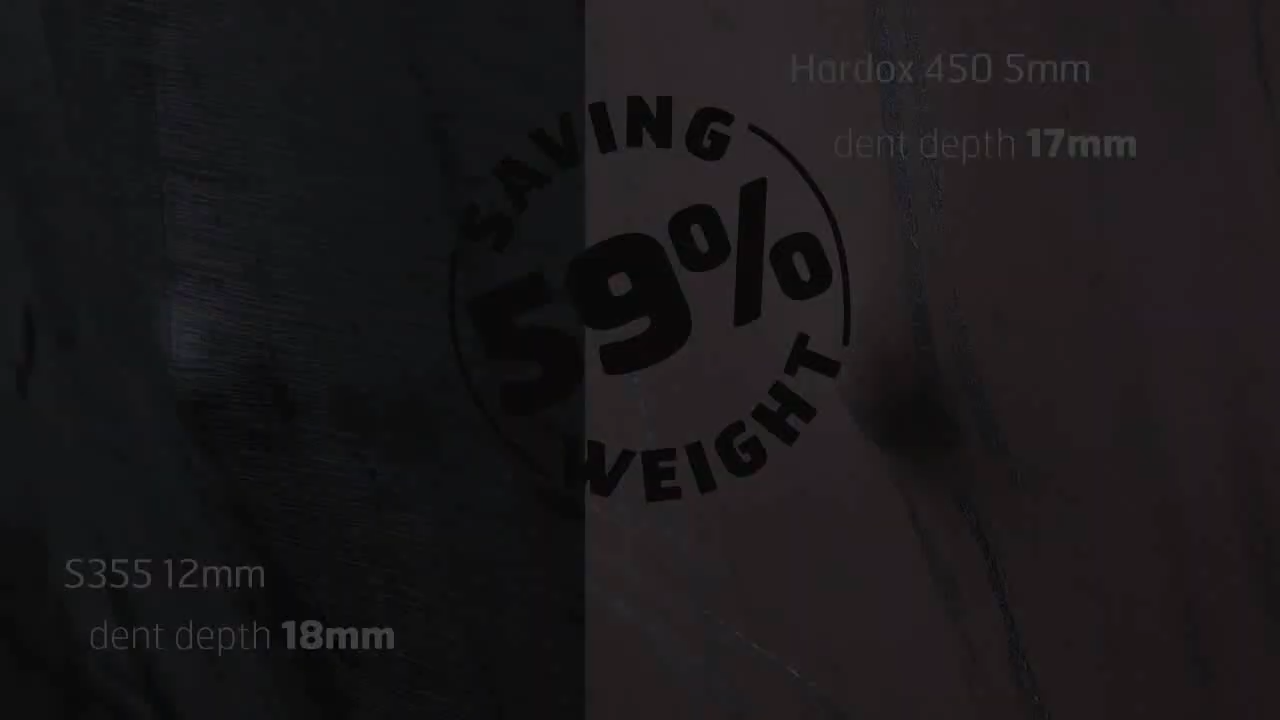 Hardox 450 5mm
dent depth 17mm
SAVING
59%
WEIGHT
S355 12mm
dent depth 18mm